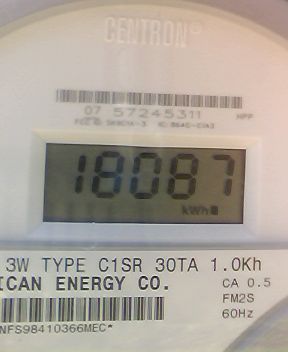 CENTRON®
07 57245311
18087
kWh
3W TYPE C1SR 30TA 1.0Kh
ICAN ENERGY CO.
CA 0.5
FM2S
60Hz
NFS98410366MEC*